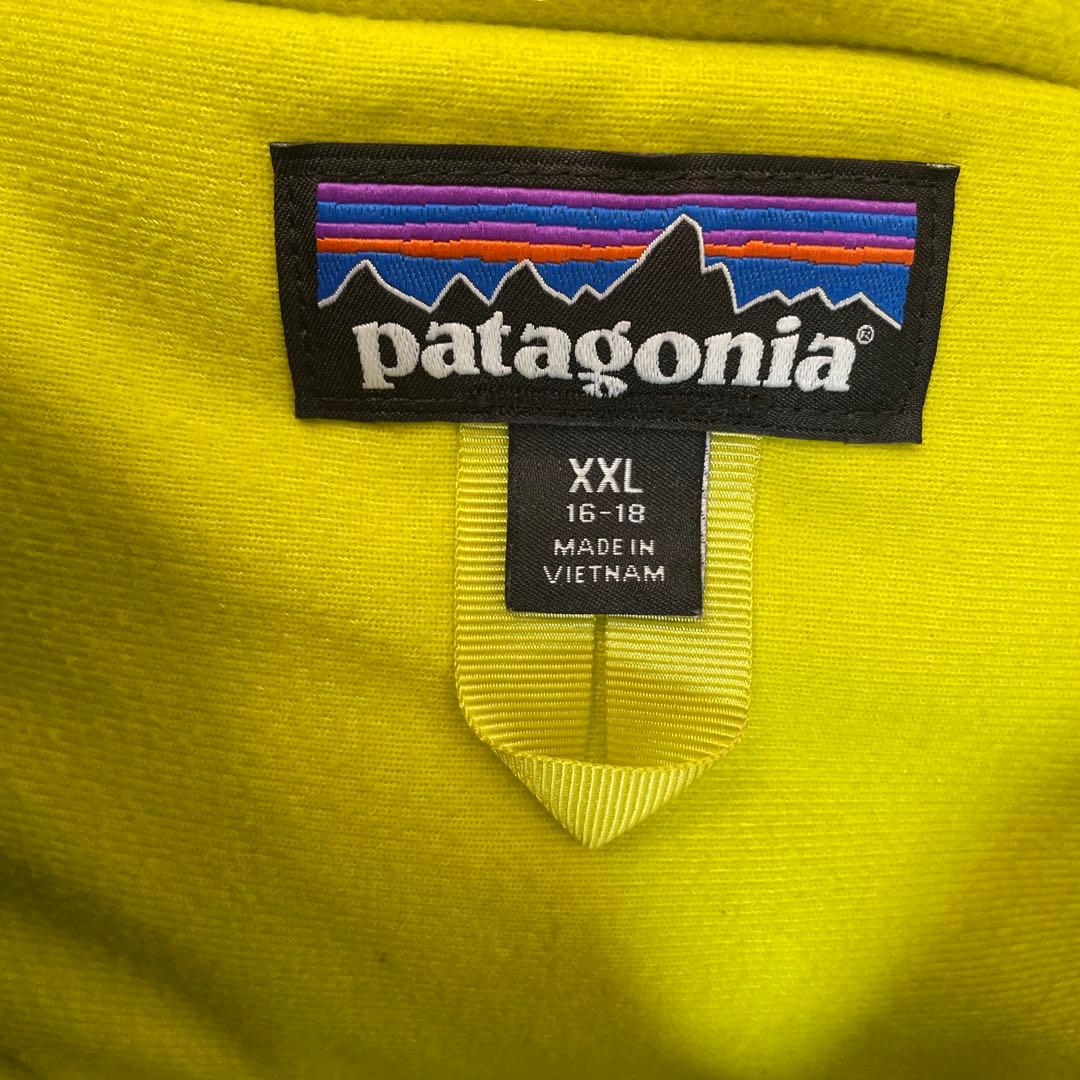 patagonia®
XXL
16-18
MADE IN
VIETNAM